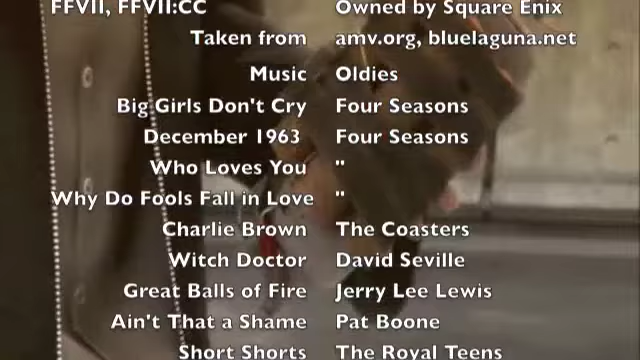 FFVII, FFVII:CC Owned by Square Enix
Taken from amv.org, bluelaguna.net
Music Oldies
Big Girls Don't Cry Four Seasons
December 1963 Four Seasons
Who Loves You "
Why Do Fools Fall in Love "
Charlie Brown The Coasters
Witch Doctor David Seville
Great Balls of Fire Jerry Lee Lewis
Ain't That a Shame Pat Boone
Short Shorts The Royal Teens